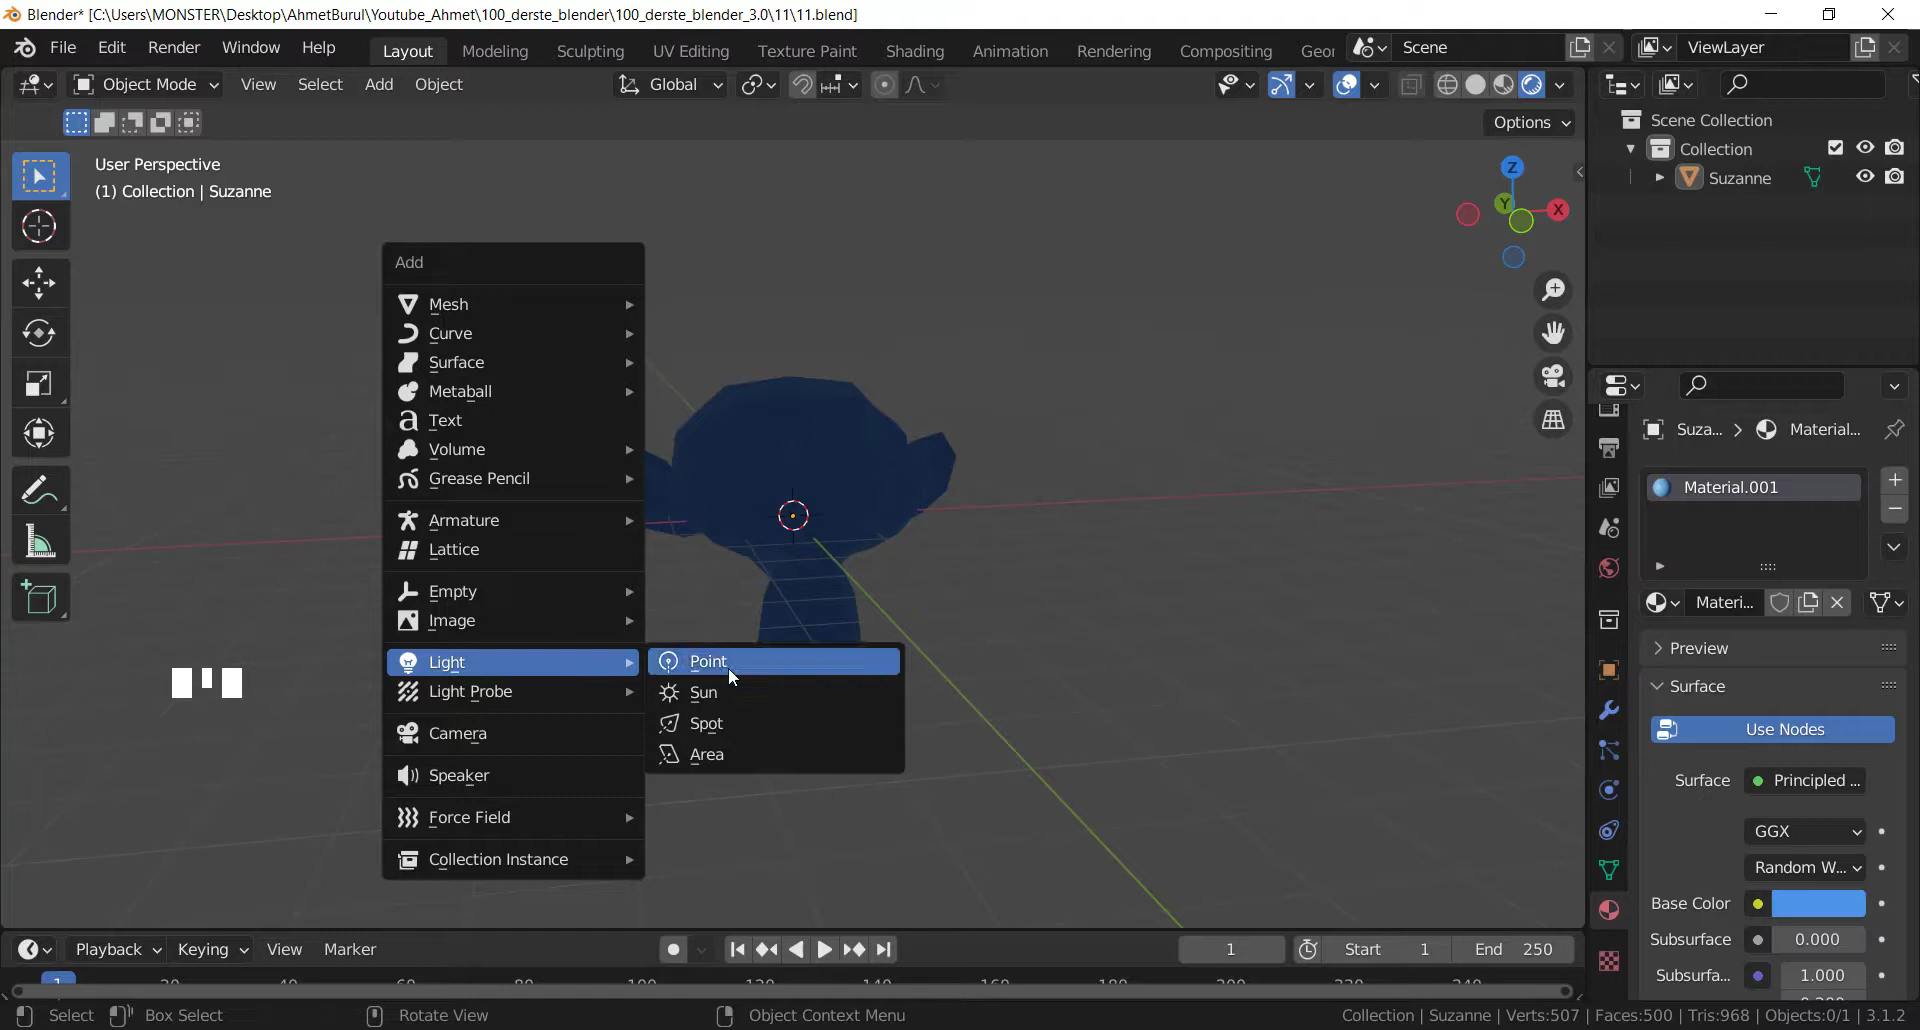 Blender* [C:\Users\MONSTER\Desktop\AhmetBurul\Youtube_Ahmet\100_derste_blender\100_derste_blender_3.0\11\11.blend]
File Edit Render Window Help Layout Modeling Sculpting UV Editing Texture Paint Shading Animation Rendering Compositing Scene ViewLayer
Object Mode View Select Add Object Global
Options
User Perspective
(1) Collection | Suzanne
Z
Y
X
Add
Mesh
Curve
Surface
Metaball
Text
Volume
Grease Pencil
Armature
Lattice
Empty
Image
Light
Light Probe
Camera
Speaker
Force Field
Collection Instance
Point
Sun
Spot
Area
Scene Collection
Collection
Suzanne
Suza... Material...
Material.001
Materi...
Preview
Surface
Use Nodes
Surface Principled ...
GGX
Random W...
Base Color
Subsurface 0.000
Subsurfa... 1.000
Playback Keying View Marker 1 Start 1 End 250
1
Select Box Select Rotate View Object Context Menu Collection | Suzanne | Verts:507 | Faces:500 | Tris:968 | Objects:0/1 | 3.1.2